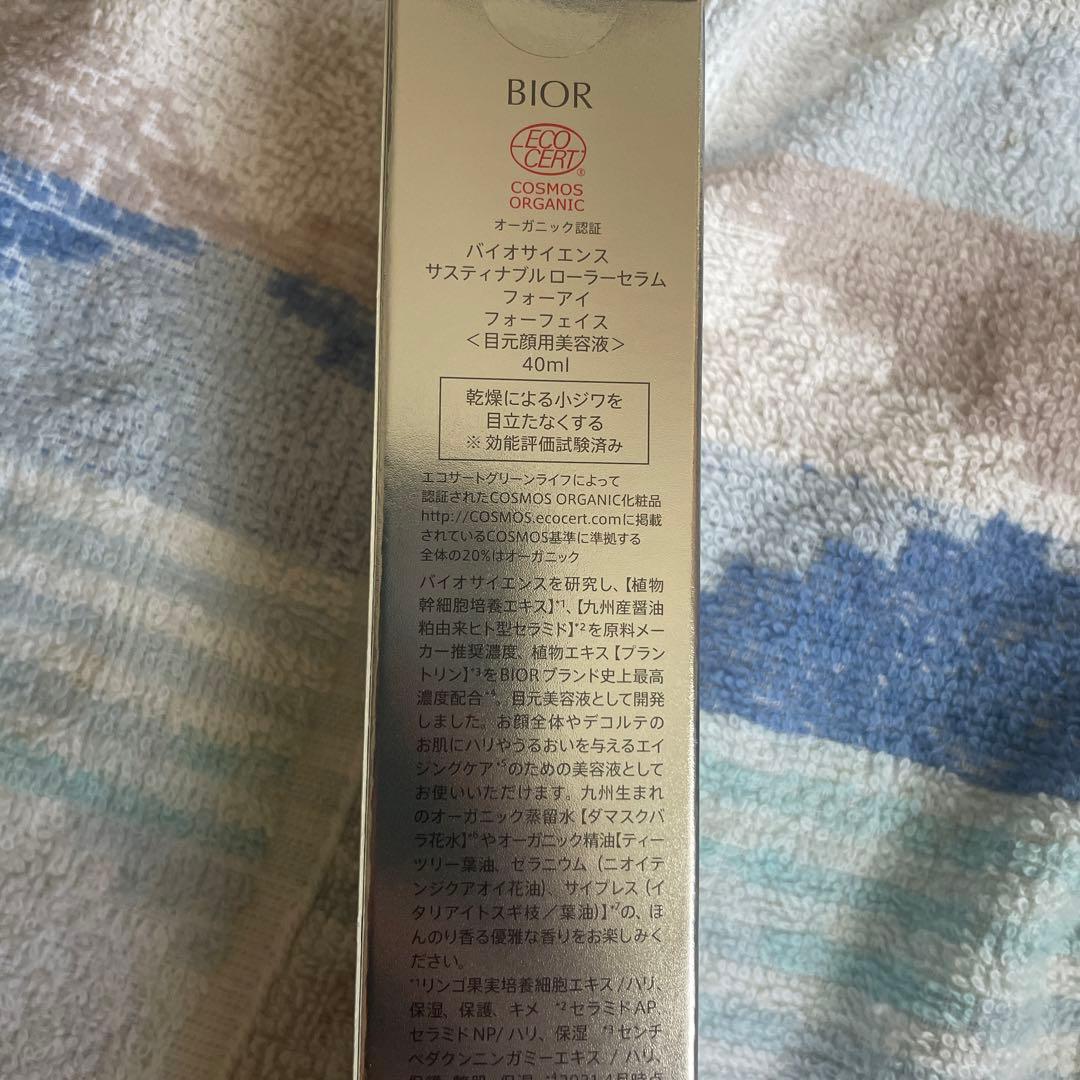 BIOR
ECO
CERT®
COSMOS
ORGANIC
オーガニック認証
バイオサイエンス
サスティナブル ローラーセラム
フォーアイ
フォーフェイス
＜目元顔用美容液＞
40ml
乾燥による小ジワを
目立たなくする
※ 効能評価試験済み
エコサートグリーンライフによって
認証されたCOSMOS ORGANIC化粧品
http://COSMOS.ecocert.comに掲載
されているCOSMOS基準に準拠する
全体の20%はオーガニック
バイオサイエンスを研究し、【植物
幹細胞培養エキス】*1、【九州産醤油
粕由来ヒト型セラミド】*2を原料メー
カー推奨濃度、植物エキス【プラン
トリン】*3をBIORブランド史上最高
濃度配合*4、目元美容液として開発
しました。お顔全体やデコルテの
お肌にハリやうるおいを与えるエイ
ジングケア*5のための美容液として
お使いいただけます。九州生まれ
のオーガニック蒸留水【ダマスクバ
ラ花水】*6やオーガニック精油【ティー
ツリー葉油、ゼラニウム（ニオイテ
ンジクアオイ花油）、サイプレス（イ
タリアイトスギ枝／葉油）】*7の、ほ
んのり香る優雅な香りをお楽しみく
ださい。
*1リンゴ果実培養細胞エキス/ハリ、
保湿、保護、キメ *2セラミドAP、
セラミドNP/ハリ、保湿 *3センチ
ペダクンニンガミーエキス / ハリ、
保護、整肌、保湿 *42021.4月時点